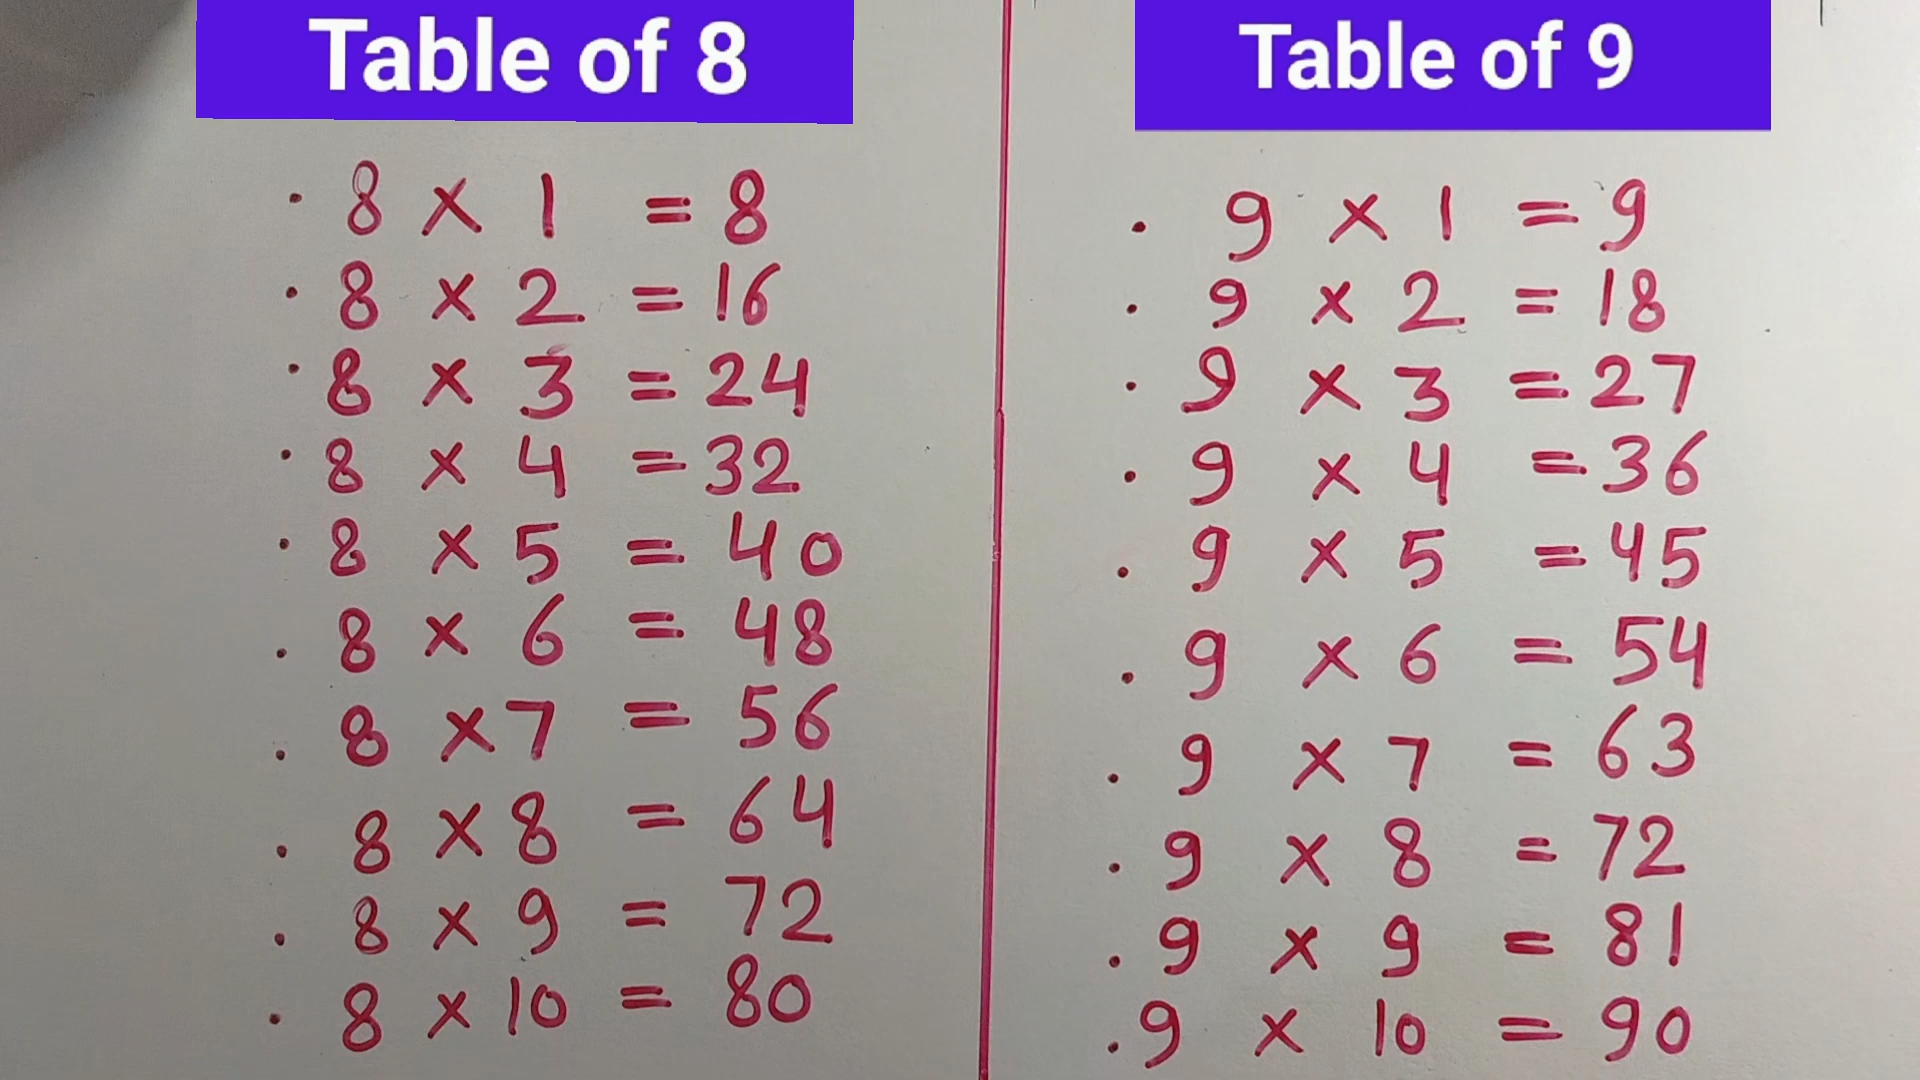 Table of 8
. 8 × 1 = 8
. 8 × 2 = 16
. 8 × 3 = 24
. 8 × 4 = 32
. 8 × 5 = 40
. 8 × 6 = 48
. 8 × 7 = 56
. 8 × 8 = 64
. 8 × 9 = 72
. 8 × 10 = 80
Table of 9
. 9 × 1 = 9
. 9 × 2 = 18
. 9 × 3 = 27
. 9 × 4 = 36
. 9 × 5 = 45
. 9 × 6 = 54
. 9 × 7 = 63
. 9 × 8 = 72
. 9 × 9 = 81
. 9 × 10 = 90